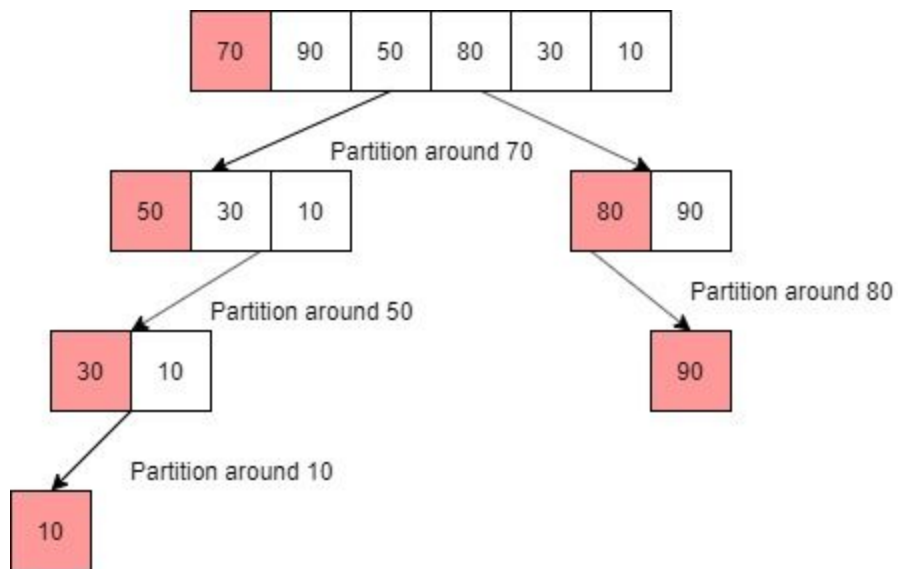 70 90 50 80 30 10
Partition around 70
50 30 10
80 90
Partition around 80
Partition around 50
30 10
90
Partition around 10
10